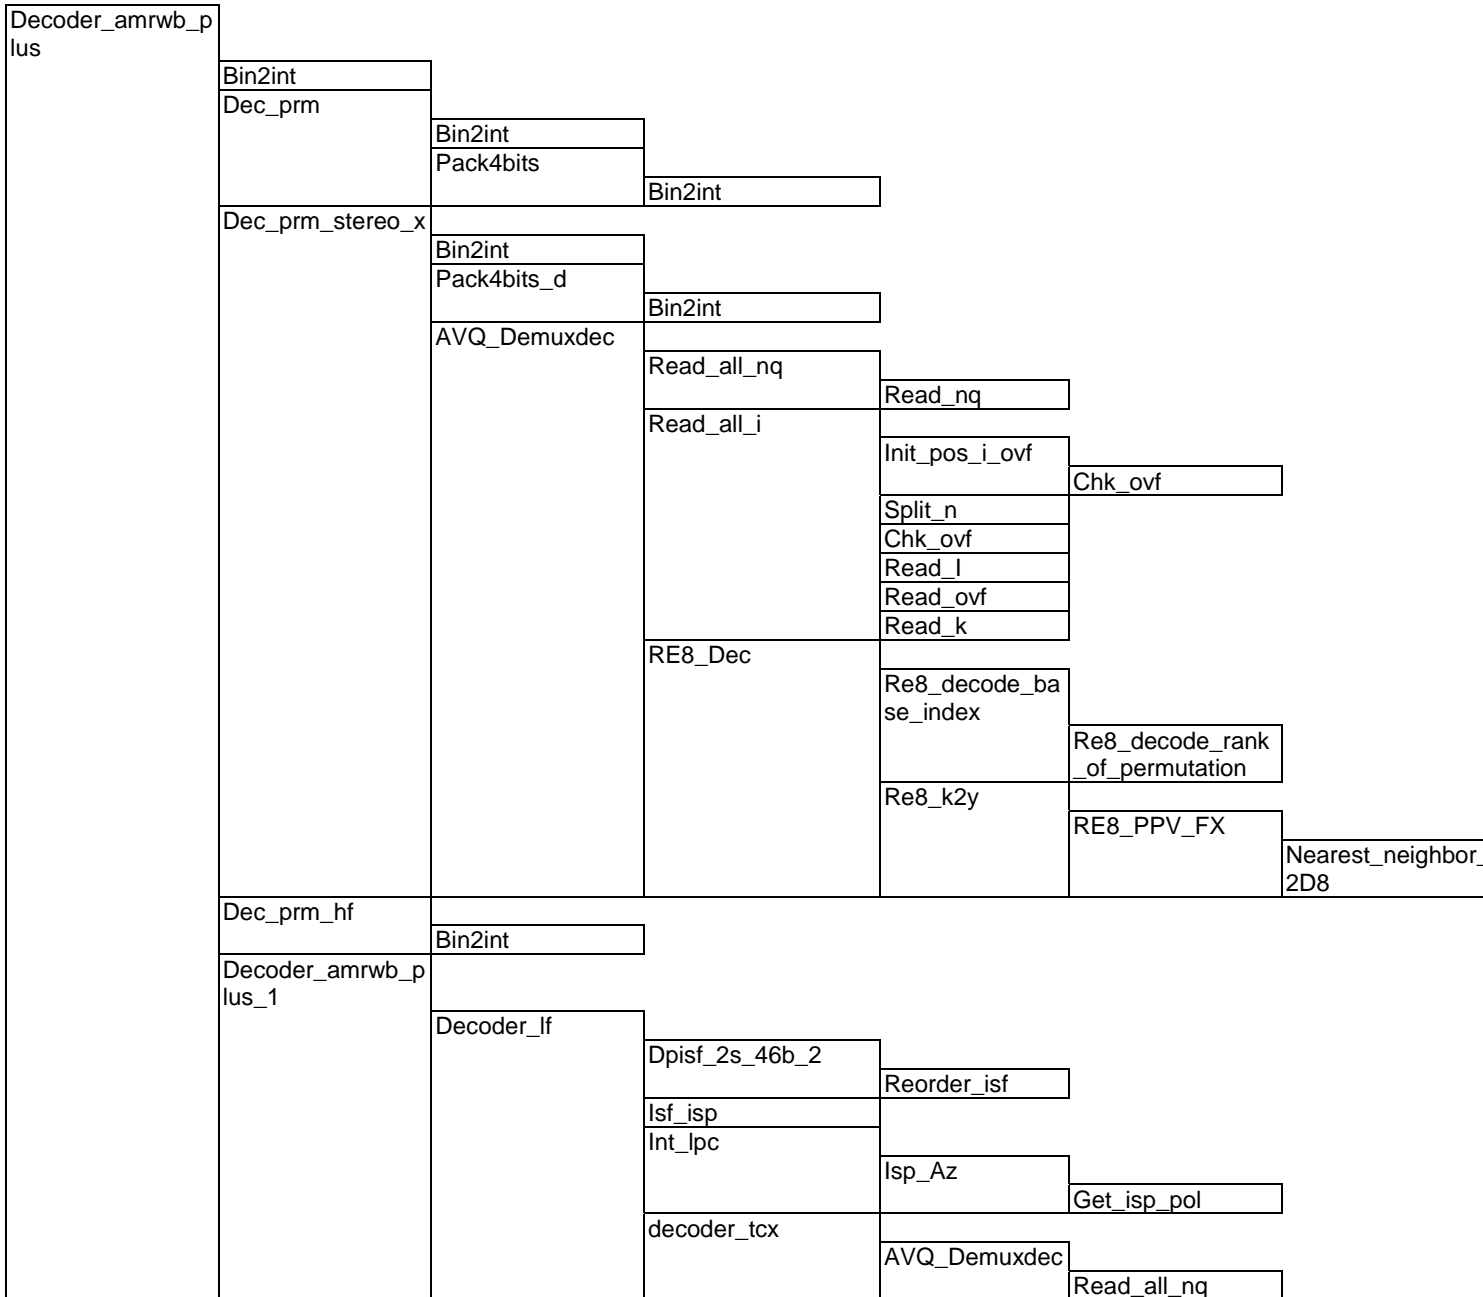 Decoder_amrwb_p
lus
Bin2int
Dec_prm
Bin2int
Pack4bits
Bin2int
Dec_prm_stereo_x
Bin2int
Pack4bits_d
Bin2int
AVQ_Demuxdec
Read_all_nq
Read_nq
Read_all_i
Init_pos_i_ovf
Chk_ovf
Split_n
Chk_ovf
Read_I
Read_ovf
Read_k
RE8_Dec
Re8_decode_ba
se_index
Re8_decode_rank
_of_permutation
Re8_k2y
RE8_PPV_FX
Nearest_neighbor_
2D8
Dec_prm_hf
Bin2int
Decoder_amrwb_p
lus_1
Decoder_lf
Dpisf_2s_46b_2
Reorder_isf
Isf_isp
Int_lpc
Isp_Az
Get_isp_pol
decoder_tcx
AVQ_Demuxdec
Read_all_nq